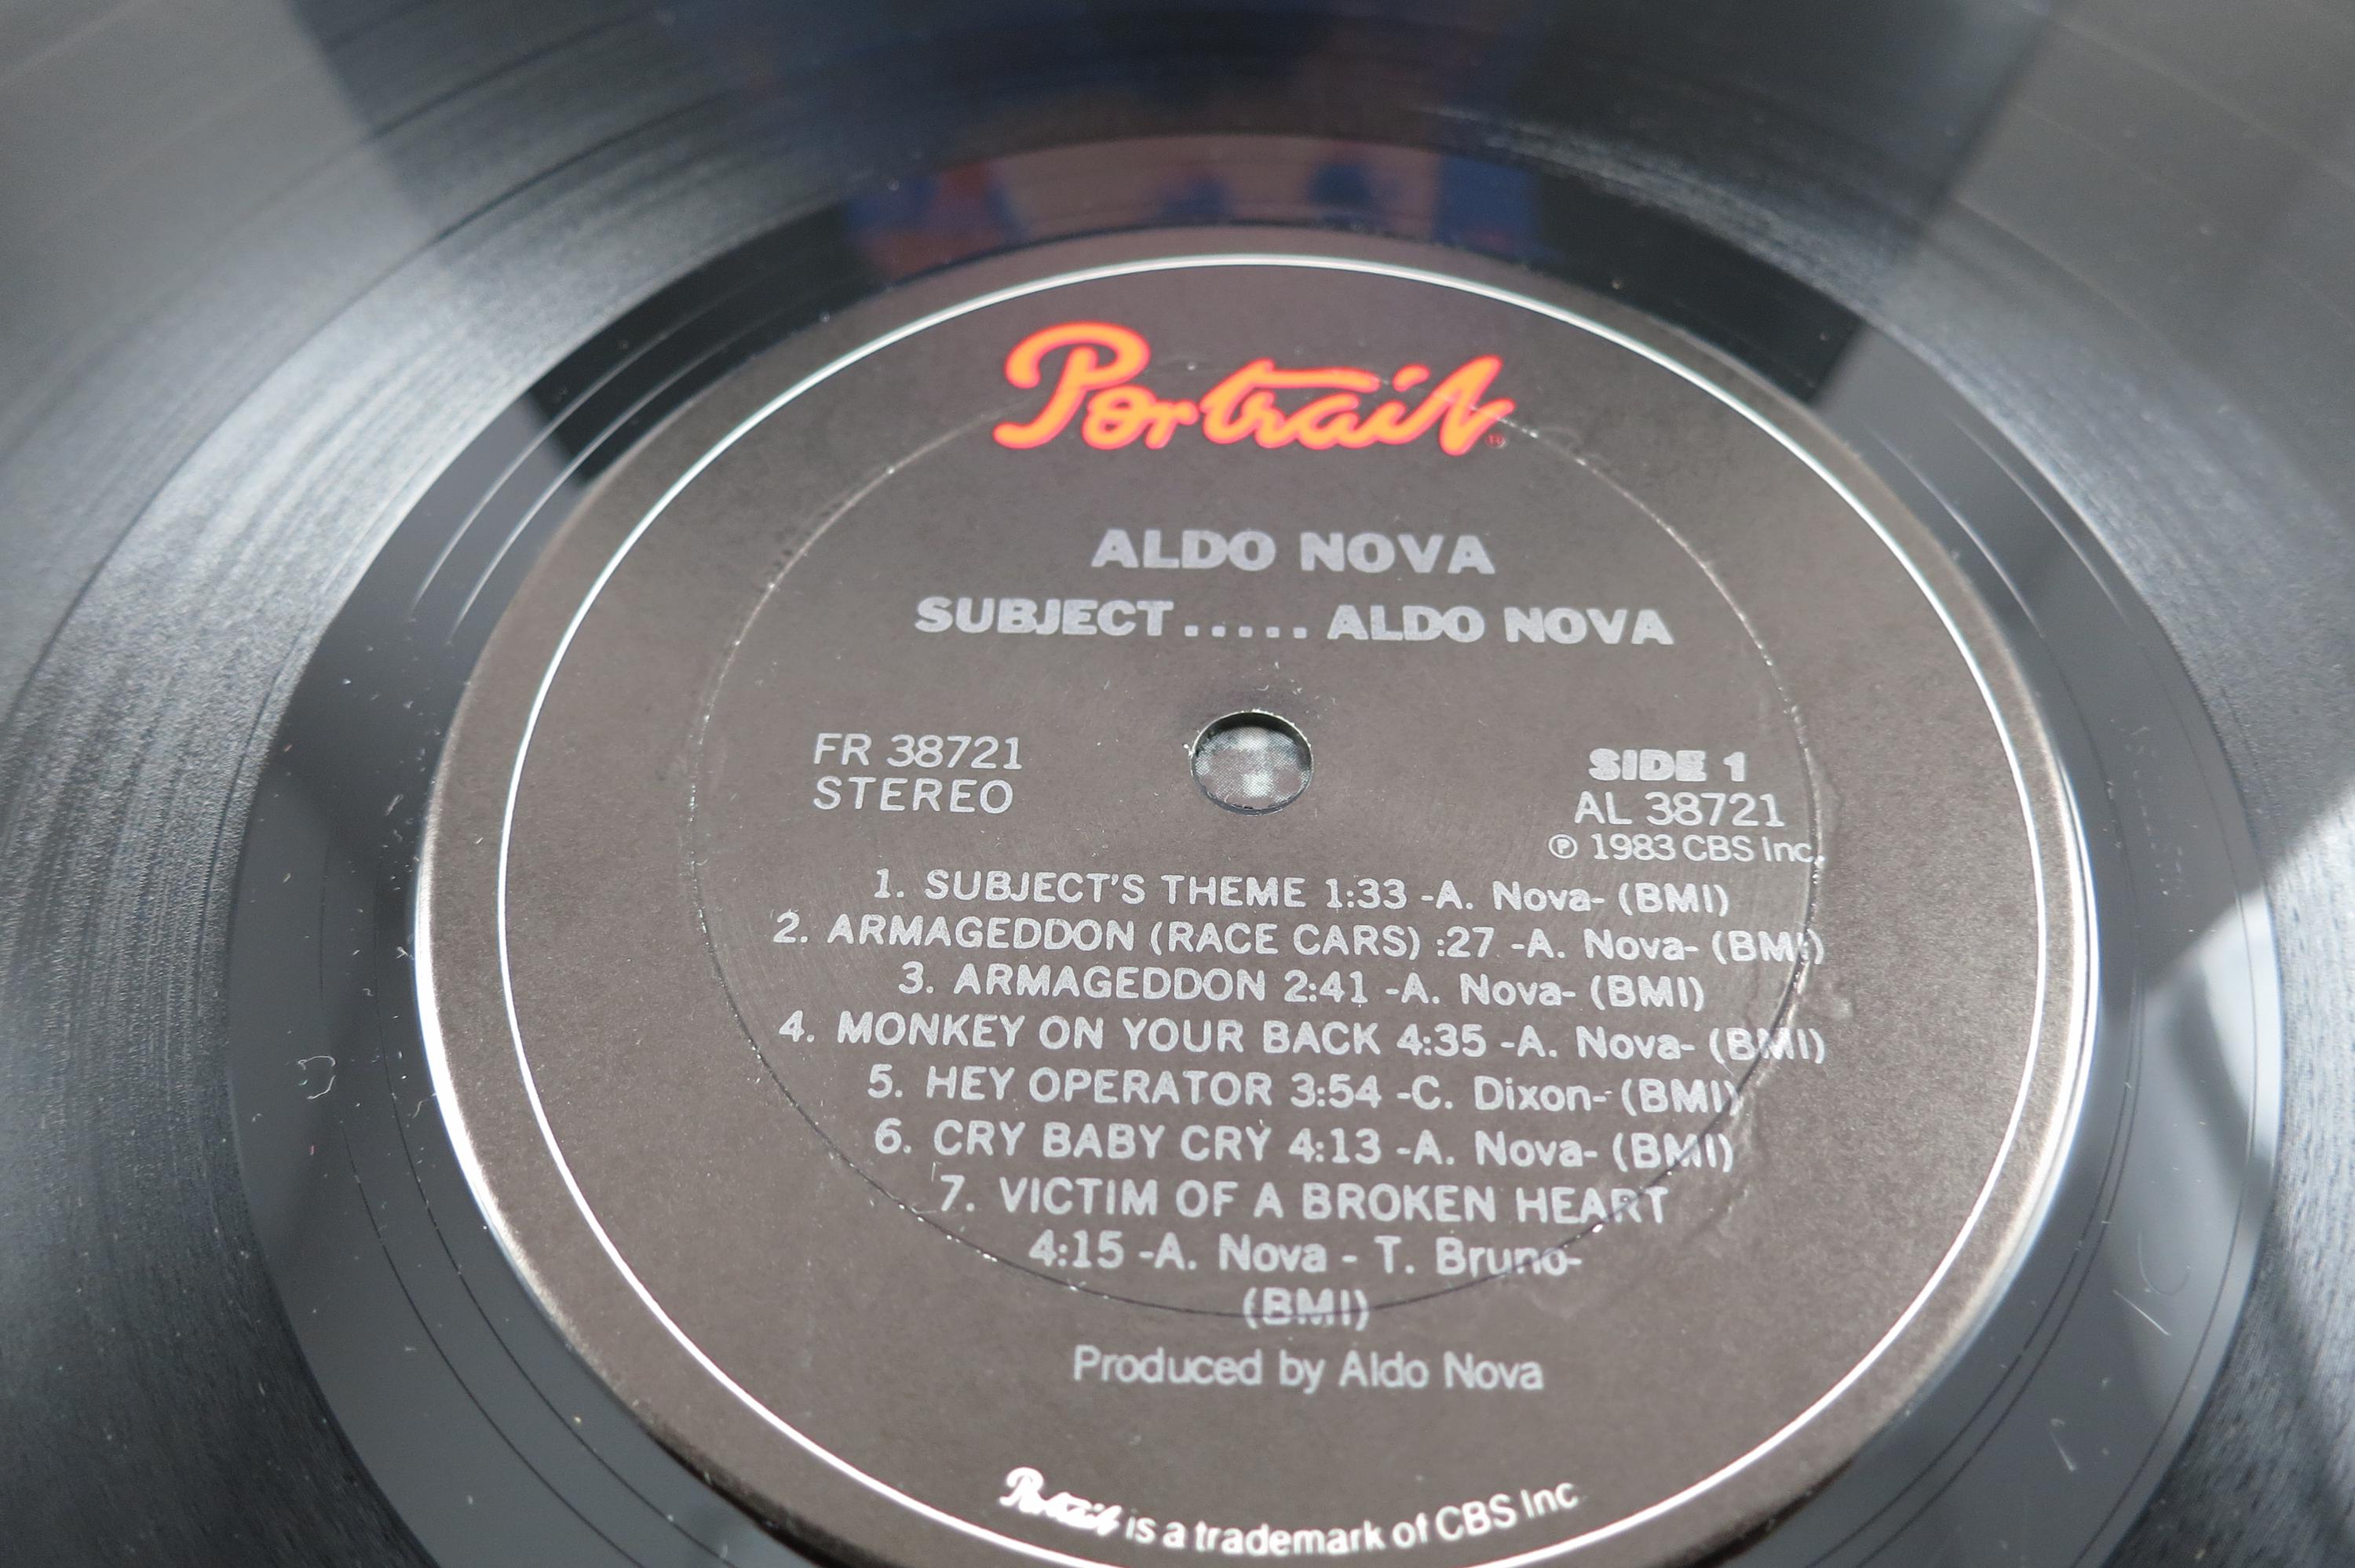 Portrait
ALDO NOVA
SUBJECT.....ALDO NOVA
FR 38721
STEREO
SIDE 1
AL 38721
℗ 1983 CBS Inc.
1. SUBJECT'S THEME 1:33 -A. Nova- (BMI)
2. ARMAGEDDON (RACE CARS) :27 -A. Nova- (BMI)
3. ARMAGEDDON 2:41 -A. Nova- (BMI)
4. MONKEY ON YOUR BACK 4:35 -A. Nova- (BMI)
5. HEY OPERATOR 3:54 -C. Dixon- (BMI)
6. CRY BABY CRY 4:13 -A. Nova- (BMI)
7. VICTIM OF A BROKEN HEART
4:15 -A. Nova - T. Bruno-
(BMI)
Produced by Aldo Nova
Portrait is a trademark of CBS Inc